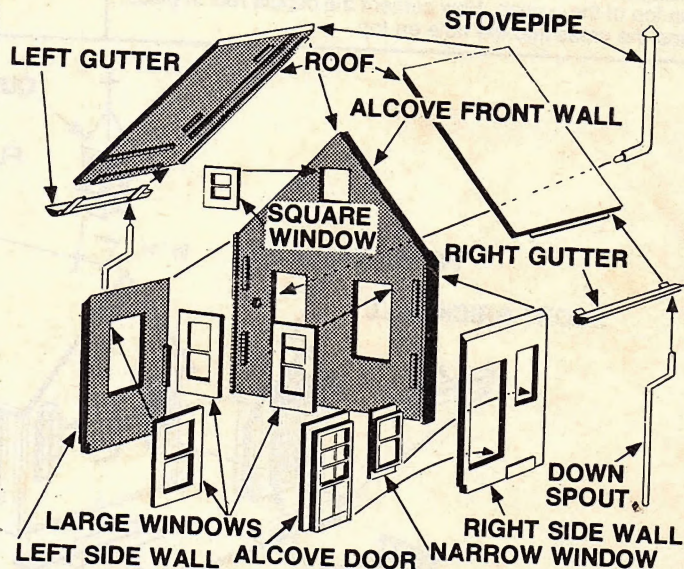 STOVEPIPE
LEFT GUTTER
ROOF
ALCOVE FRONT WALL
SQUARE
WINDOW
RIGHT GUTTER
DOWN
SPOUT
LARGE WINDOWS
RIGHT SIDE WALL
LEFT SIDE WALL
ALCOVE DOOR
NARROW WINDOW